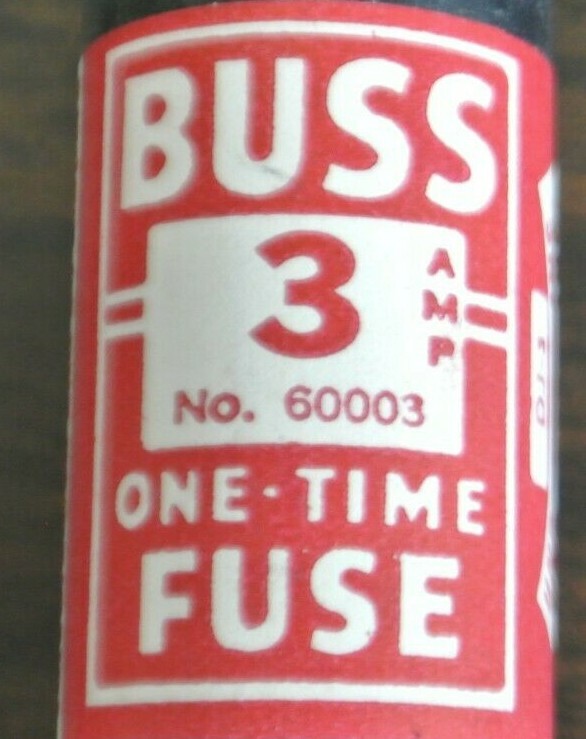 BUSS
3 AMP
No. 60003
ONE-TIME
FUSE